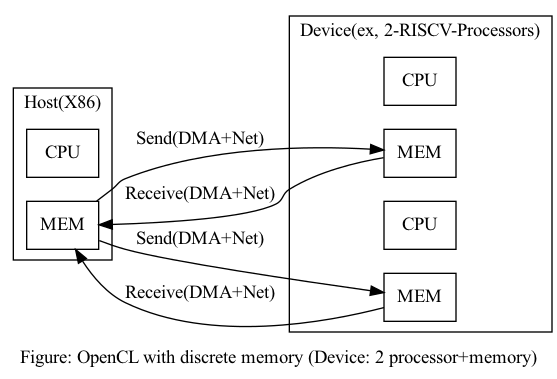 Device(ex, 2-RISCV-Processors)
CPU
Host(X86)
CPU
Send(DMA+Net)
MEM
Receive(DMA+Net)
MEM
CPU
Send(DMA+Net)
Receive(DMA+Net)
MEM
Figure: OpenCL with discrete memory (Device: 2 processor+memory)